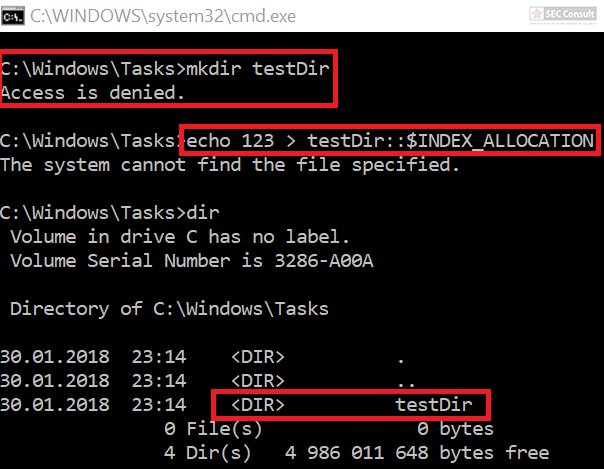 C:\WINDOWS\system32\cmd.exe
SEC Consult
C:\Windows\Tasks>mkdir testDir
Access is denied.
C:\Windows\Tasks>echo 123 > testDir::$INDEX_ALLOCATION
The system cannot find the file specified.
C:\Windows\Tasks>dir
 Volume in drive C has no label.
 Volume Serial Number is 3286-A00A
 Directory of C:\Windows\Tasks
30.01.2018  23:14    <DIR>          .
30.01.2018  23:14    <DIR>          ..
30.01.2018  23:14    <DIR>          testDir
               0 File(s)              0 bytes
               4 Dir(s)   4 986 011 648 bytes free